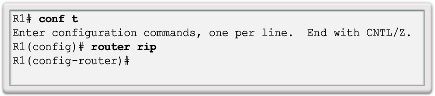 R1# conf t
Enter configuration commands, one per line.  End with CNTL/Z.
R1(config)# router rip
R1(config-router)#